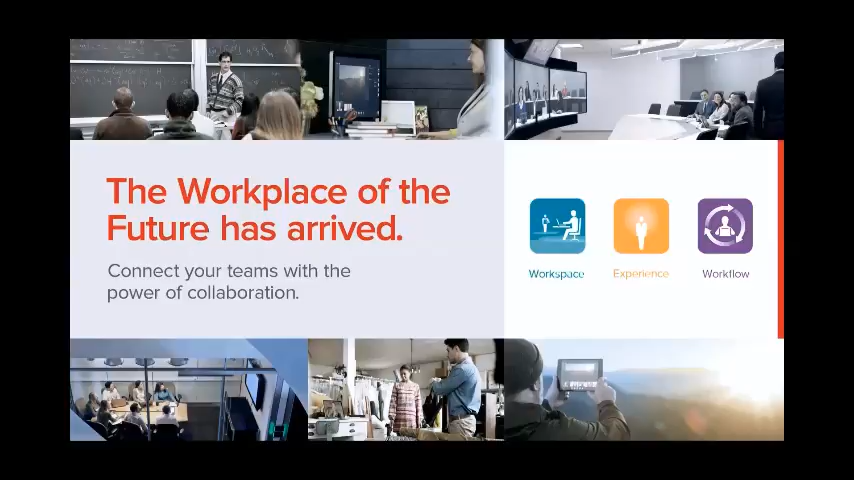 The Workplace of the
Future has arrived.
Connect your teams with the
power of collaboration.
Workspace
Experience
Workflow